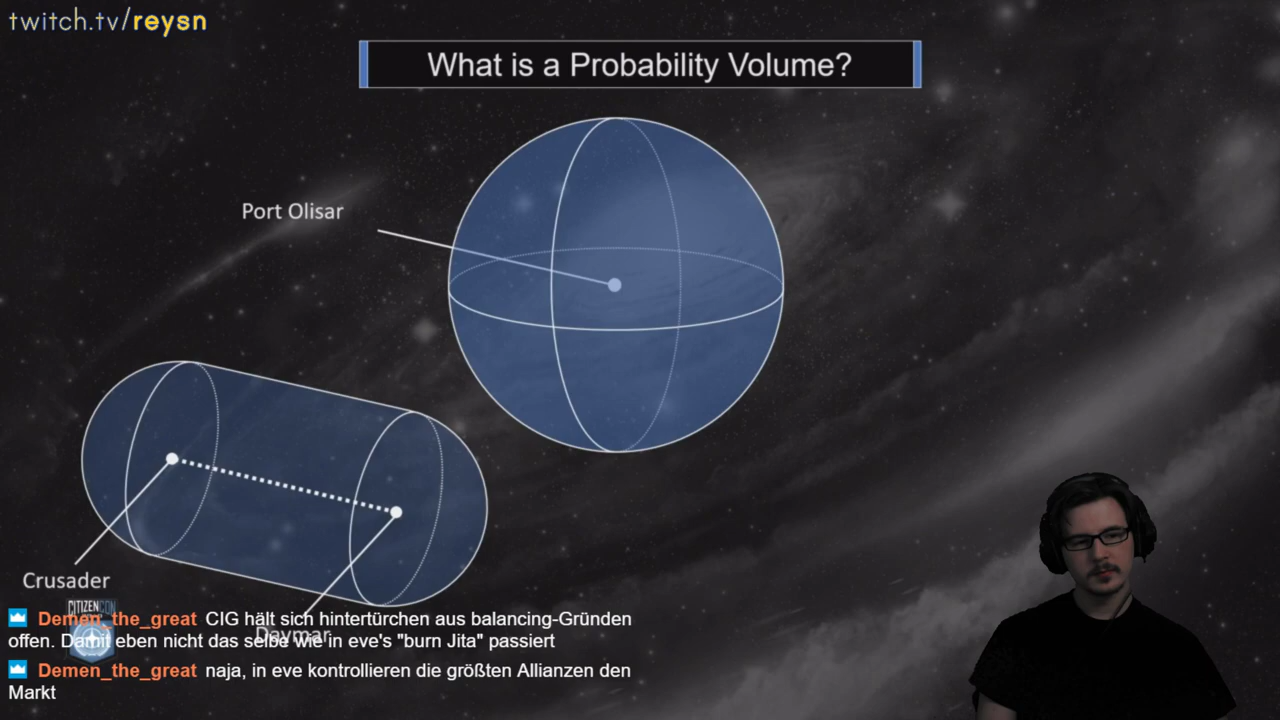 twitch.tv/reysn
What is a Probability Volume?
Port Olisar
Crusader
CITIZENCON
Daymar
Demen_the_great CIG hält sich hintertürchen aus balancing-Gründen
offen. Damit eben nicht das selbe wie in eve's "burn Jita" passiert
Demen_the_great naja, in eve kontrollieren die größten Allianzen den
Markt